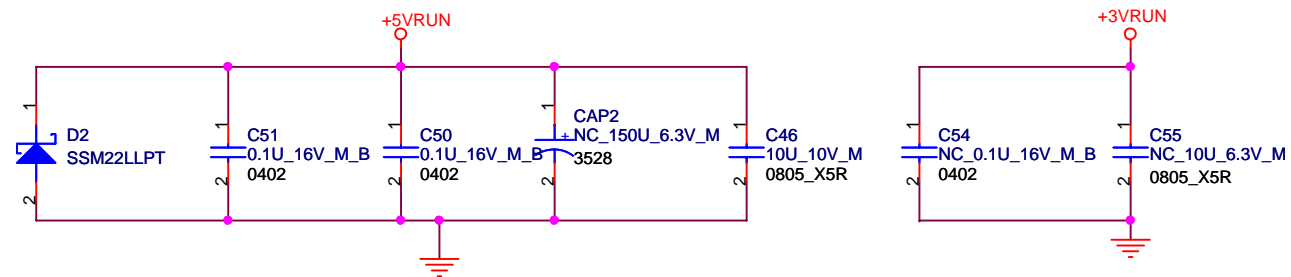 +5VRUN
+3VRUN
1
D2
SSM22LLPT
2
1
C51
0.1U_16V_M_B
0402
2
1
C50
0.1U_16V_M_B
0402
2
1
CAP2
+
NC_150U_6.3V_M
3528
2
1
C46
10U_10V_M
0805_X5R
2
1
C54
NC_0.1U_16V_M_B
0402
2
1
C55
NC_10U_6.3V_M
0805_X5R
2